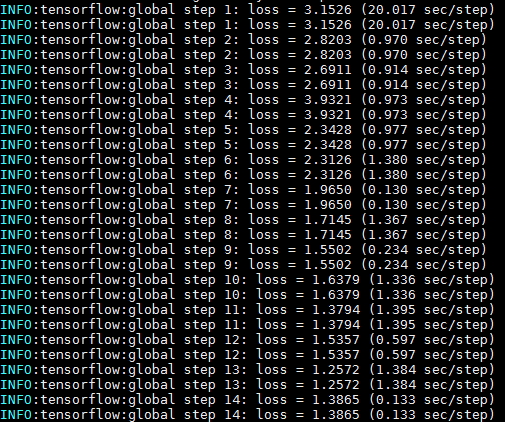 INFO:tensorflow:global step 1: loss = 3.1526 (20.017 sec/step)
INFO:tensorflow:global step 1: loss = 3.1526 (20.017 sec/step)
INFO:tensorflow:global step 2: loss = 2.8203 (0.970 sec/step)
INFO:tensorflow:global step 2: loss = 2.8203 (0.970 sec/step)
INFO:tensorflow:global step 3: loss = 2.6911 (0.914 sec/step)
INFO:tensorflow:global step 3: loss = 2.6911 (0.914 sec/step)
INFO:tensorflow:global step 4: loss = 3.9321 (0.973 sec/step)
INFO:tensorflow:global step 4: loss = 3.9321 (0.973 sec/step)
INFO:tensorflow:global step 5: loss = 2.3428 (0.977 sec/step)
INFO:tensorflow:global step 5: loss = 2.3428 (0.977 sec/step)
INFO:tensorflow:global step 6: loss = 2.3126 (1.380 sec/step)
INFO:tensorflow:global step 6: loss = 2.3126 (1.380 sec/step)
INFO:tensorflow:global step 7: loss = 1.9650 (0.130 sec/step)
INFO:tensorflow:global step 7: loss = 1.9650 (0.130 sec/step)
INFO:tensorflow:global step 8: loss = 1.7145 (1.367 sec/step)
INFO:tensorflow:global step 8: loss = 1.7145 (1.367 sec/step)
INFO:tensorflow:global step 9: loss = 1.5502 (0.234 sec/step)
INFO:tensorflow:global step 9: loss = 1.5502 (0.234 sec/step)
INFO:tensorflow:global step 10: loss = 1.6379 (1.336 sec/step)
INFO:tensorflow:global step 10: loss = 1.6379 (1.336 sec/step)
INFO:tensorflow:global step 11: loss = 1.3794 (1.395 sec/step)
INFO:tensorflow:global step 11: loss = 1.3794 (1.395 sec/step)
INFO:tensorflow:global step 12: loss = 1.5357 (0.597 sec/step)
INFO:tensorflow:global step 12: loss = 1.5357 (0.597 sec/step)
INFO:tensorflow:global step 13: loss = 1.2572 (1.384 sec/step)
INFO:tensorflow:global step 13: loss = 1.2572 (1.384 sec/step)
INFO:tensorflow:global step 14: loss = 1.3865 (0.133 sec/step)
INFO:tensorflow:global step 14: loss = 1.3865 (0.133 sec/step)